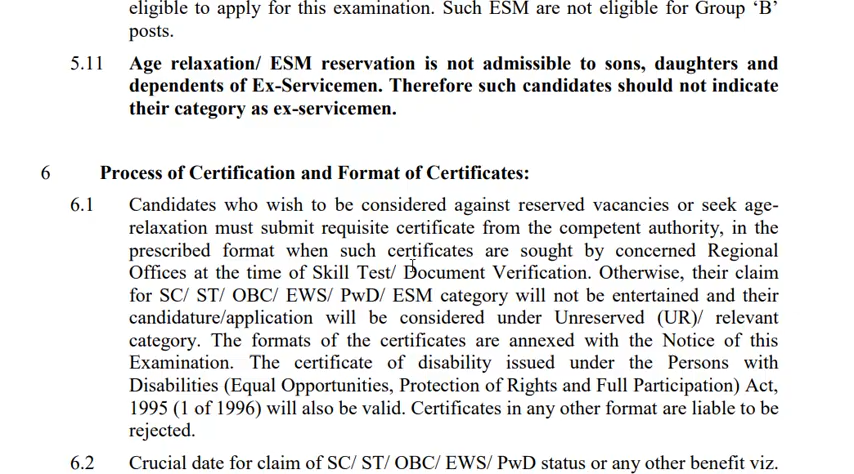 eligible to apply for this examination. Such ESM are not eligible for Group ‘B’
posts.
5.11 Age relaxation/ ESM reservation is not admissible to sons, daughters and
dependents of Ex-Servicemen. Therefore such candidates should not indicate
their category as ex-servicemen.
6 Process of Certification and Format of Certificates:
6.1 Candidates who wish to be considered against reserved vacancies or seek age-
relaxation must submit requisite certificate from the competent authority, in the
prescribed format when such certificates are sought by concerned Regional
Offices at the time of Skill Test/ Document Verification. Otherwise, their claim
for SC/ ST/ OBC/ EWS/ PwD/ ESM category will not be entertained and their
candidature/application will be considered under Unreserved (UR)/ relevant
category. The formats of the certificates are annexed with the Notice of this
Examination. The certificate of disability issued under the Persons with
Disabilities (Equal Opportunities, Protection of Rights and Full Participation) Act,
1995 (1 of 1996) will also be valid. Certificates in any other format are liable to be
rejected.
6.2 Crucial date for claim of SC/ ST/ OBC/ EWS/ PwD status or any other benefit viz.